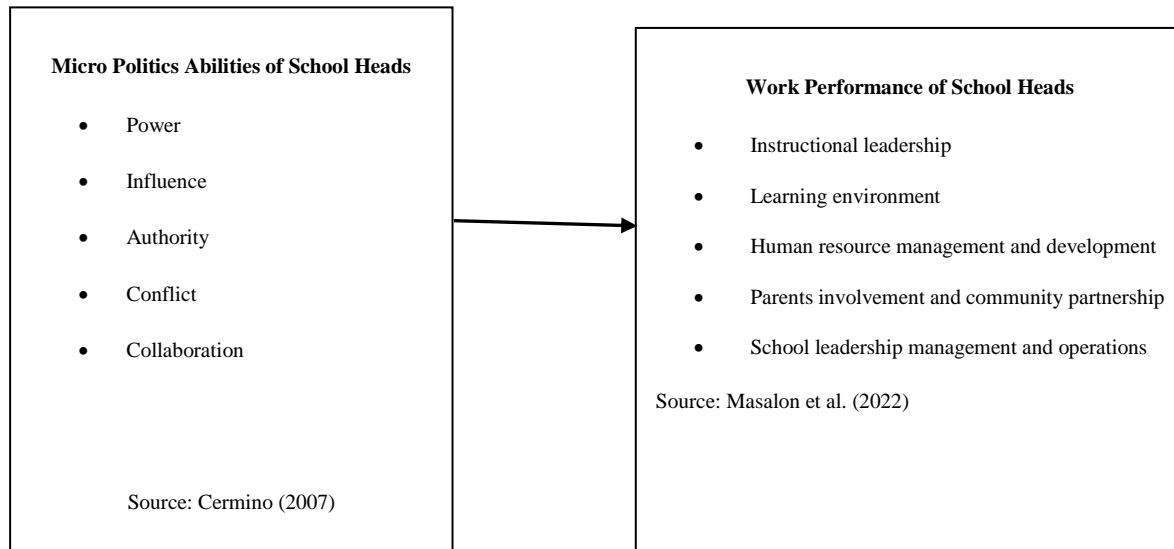 Micro Politics Abilities of School Heads
• Power
• Influence
• Authority
• Conflict
• Collaboration
Source: Cermino (2007)
Work Performance of School Heads
• Instructional leadership
• Learning environment
• Human resource management and development
• Parents involvement and community partnership
• School leadership management and operations
Source: Masalon et al. (2022)